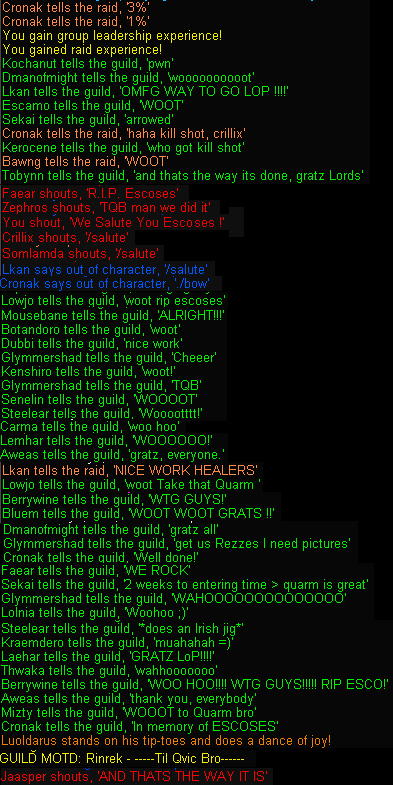 Cronak tells the raid, '3%'
Cronak tells the raid, '1%'
You gain group leadership experience!
You gained raid experience!
Kochanut tells the guild, 'pwn'
Dmanofmight tells the guild, 'woooooooooot'
Lkan tells the guild, 'OMFG WAY TO GO LOP !!!!'
Escamo tells the guild, 'WOOT'
Sekai tells the guild, 'arrowed'
Cronak tells the raid, 'haha kill shot, crillix'
Kerocene tells the guild, 'who got kill shot'
Bawng tells the raid, 'WOOT'
Tobynn tells the guild, 'and thats the way its done, gratz Lords'
Faear shouts, 'R.I.P. Escoses'
Zephros shouts, 'TQB man we did it'
You shout, 'We Salute You Escoses !'
Crillix shouts, '/salute'
Somlamda shouts, '/salute'
Lkan says out of character, '/salute'
Cronak says out of character, './bow'
Lowjo tells the guild, 'woot rip escoses'
Mousebane tells the guild, 'ALRIGHT!!!'
Botandoro tells the guild, 'woot'
Dubbi tells the guild, 'nice work'
Glymmershad tells the guild, 'Cheeer'
Kenshiro tells the guild, 'woot!'
Glymmershad tells the guild, 'TQB'
Senelin tells the guild, 'WOOOOT'
Steelear tells the guild, 'Woooottttt!'
Carma tells the guild, 'woo hoo'
Lemhar tells the guild, 'WOOOOOO!'
Aweas tells the guild, 'gratz, everyone.'
Lkan tells the raid, 'NICE WORK HEALERS'
Lowjo tells the guild, 'woot Take that Quarm '
Berrywine tells the guild, 'WTG GUYS!'
Bluem tells the guild, 'WOOT WOOT GRATS !!'
Dmanofmight tells the guild, 'gratz all'
Glymmershad tells the guild, 'get us Rezzes I need pictures'
Cronak tells the guild, 'Well done!'
Faear tells the guild, 'WE ROCK'
Sekai tells the guild, '2 weeks to entering time > quarm is great'
Glymmershad tells the guild, 'WAHOOOOOOOOOOOOOO'
Lolnia tells the guild, 'Woohoo ;)'
Steelear tells the guild, '*does an Irish jig*'
Kraemdero tells the guild, 'muahahah =)'
Laehar tells the guild, 'GRATZ LoP!!!!'
Thwaka tells the guild, 'wahhooooooo'
Berrywine tells the guild, 'WOO HOO!!!! WTG GUYS!!!!! RIP ESCO!'
Aweas tells the guild, 'thank you, everybody'
Mizty tells the guild, 'WOOOT to Quarm bro'
Cronak tells the guild, 'In memory of ESCOSES'
Luoldarus stands on his tip-toes and does a dance of joy!
GUILD MOTD: Rinrek - -----Til Qvic Bro------
Jaasper shouts, 'AND THATS THE WAY IT IS'